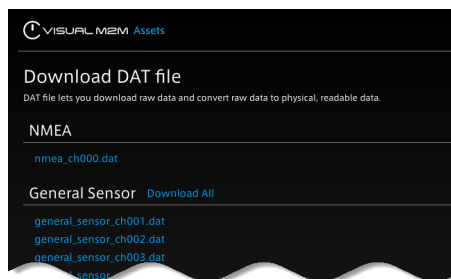 VISUAL M2M Assets
Download DAT file
DAT file lets you download raw data and convert raw data to physical, readable data.
NMEA
nmea_ch000.dat
General Sensor Download All
general_sensor_ch001.dat
general_sensor_ch002.dat
general_sensor_ch003.dat